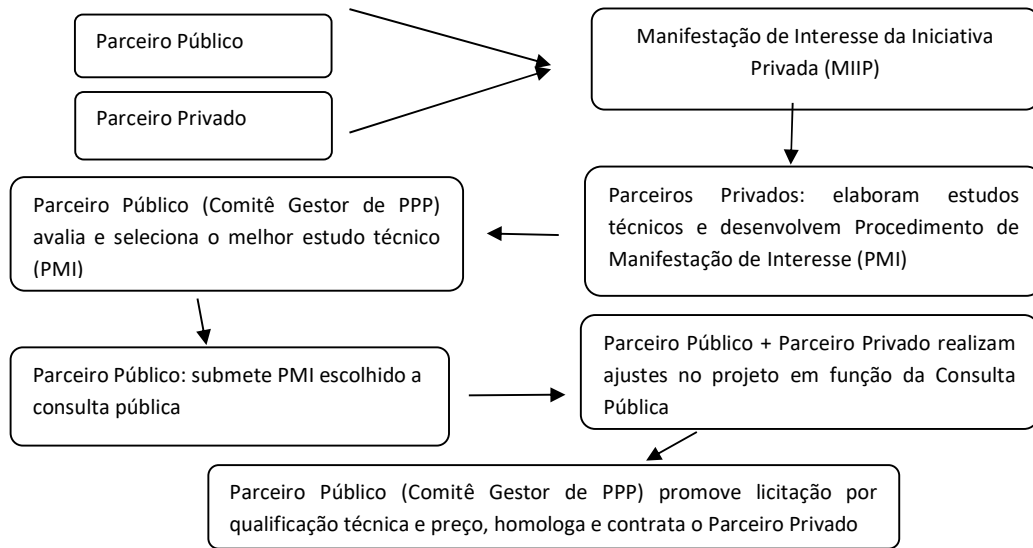 Parceiro Público
Manifestação de Interesse da Iniciativa
Privada (MIIP)
Parceiro Privado
Parceiros Privados: elaboram estudos
técnicos e desenvolvem Procedimento de
Manifestação de Interesse (PMI)
Parceiro Público (Comitê Gestor de PPP)
avalia e seleciona o melhor estudo técnico
(PMI)
Parceiro Público: submete PMI escolhido a
consulta pública
Parceiro Público + Parceiro Privado realizam
ajustes no projeto em função da Consulta
Pública
Parceiro Público (Comitê Gestor de PPP) promove licitação por
qualificação técnica e preço, homologa e contrata o Parceiro Privado